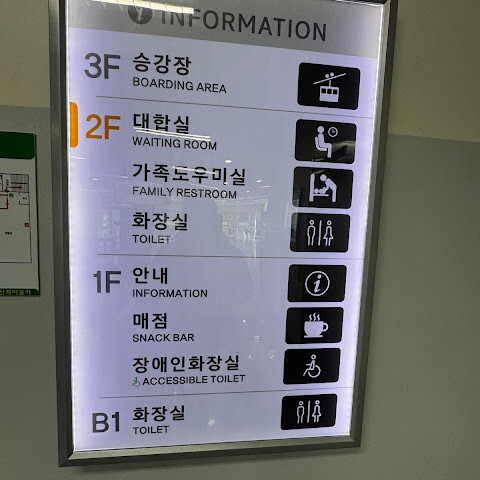 i INFORMATION
3F 승강장
BOARDING AREA
2F 대합실
WAITING ROOM
가족도우미실
FAMILY RESTROOM
화장실
TOILET
1F 안내
INFORMATION
매점
SNACK BAR
장애인화장실
ACCESSIBLE TOILET
B1 화장실
TOILET